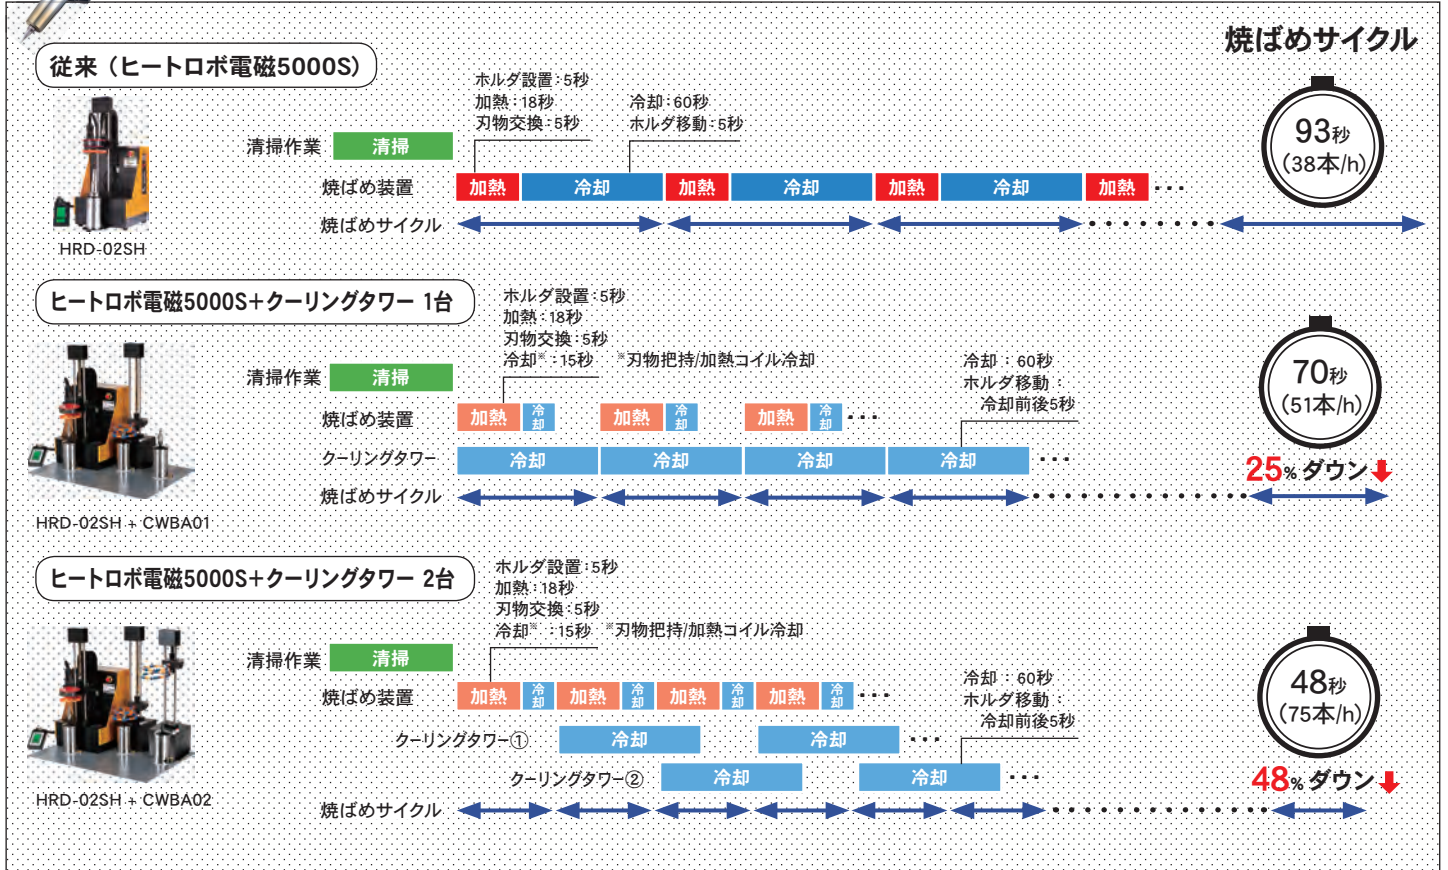 焼ばめサイクル
従来（ヒートロボ電磁5000S）
ホルダ設置：5秒
加熱：18秒
刃物交換：5秒
冷却：60秒
ホルダ移動：5秒
93秒
(38本/h)
清掃作業 清掃
焼ばめ装置 加熱 冷却 加熱 冷却 加熱 冷却 加熱 ･･･
焼ばめサイクル
HRD-02SH
ヒートロボ電磁5000S+クーリングタワー 1台
ホルダ設置：5秒
加熱：18秒
刃物交換：5秒
冷却※：15秒 ※刃物把持/加熱コイル冷却
冷却：60秒
ホルダ移動：
冷却前後5秒
70秒
(51本/h)
25%ダウン
清掃作業 清掃
焼ばめ装置 加熱 冷却 加熱 冷却 加熱 冷却 ･･･
クーリングタワー 冷却 冷却 冷却 冷却 ･･･
焼ばめサイクル
HRD-02SH + CWBA01
ヒートロボ電磁5000S+クーリングタワー 2台
ホルダ設置：5秒
加熱：18秒
刃物交換：5秒
冷却※：15秒 ※刃物把持/加熱コイル冷却
冷却：60秒
ホルダ移動：
冷却前後5秒
48秒
(75本/h)
48%ダウン
清掃作業 清掃
焼ばめ装置 加熱 冷却 加熱 冷却 加熱 冷却 加熱 冷却 ･･･
クーリングタワー① 冷却 冷却 ･･･
クーリングタワー② 冷却 冷却 ･･･
焼ばめサイクル
HRD-02SH + CWBA02